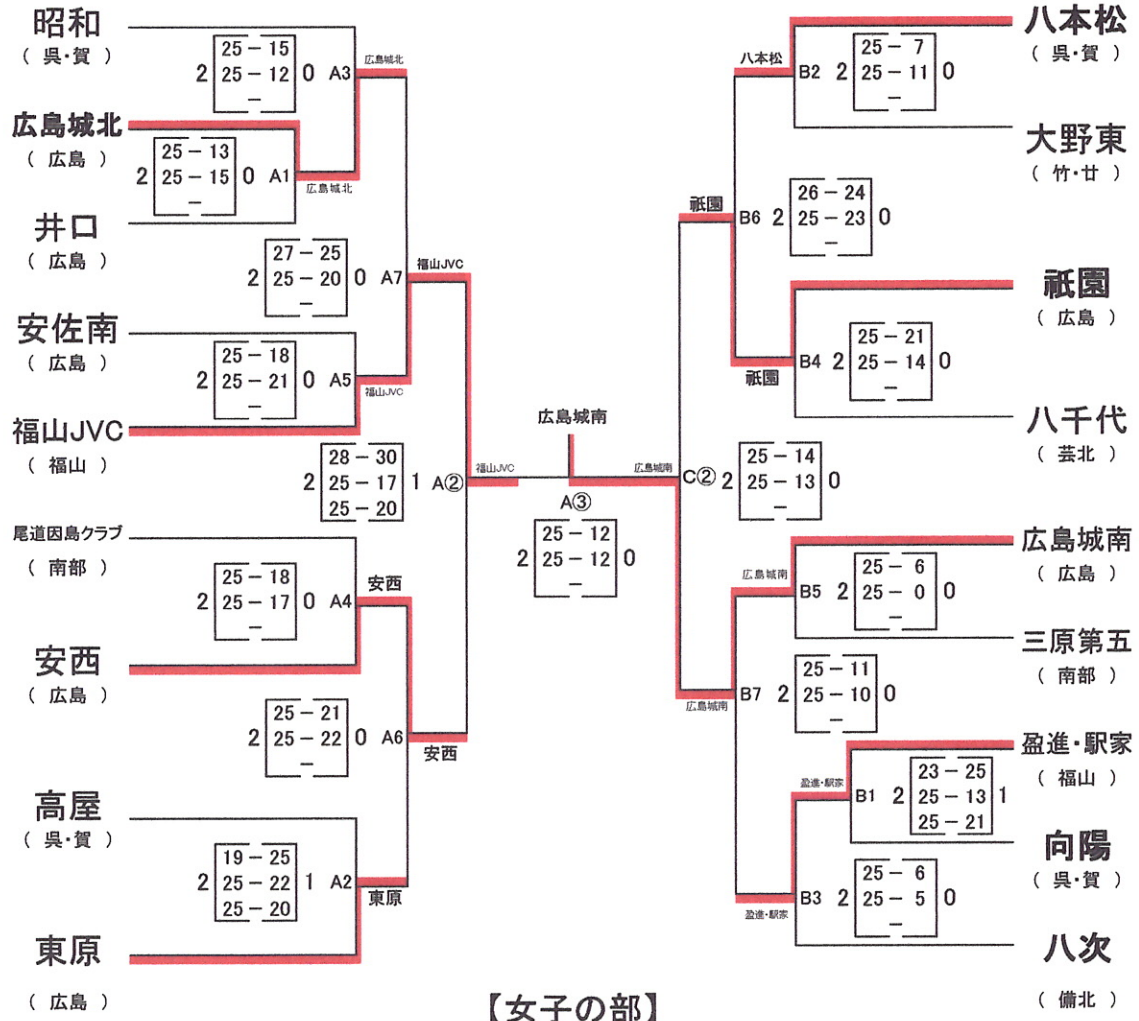 昭和
( 呉・賀 )
2 25 - 15 0 A3
25 - 12
-
広島城北
広島城北
( 広島 )
2 25 - 13 0 A1
25 - 15
-
広島城北
井口
( 広島 )
2 27 - 25 0 A7
25 - 20
-
福山JVC
安佐南
( 広島 )
2 25 - 18 0 A5
25 - 21
-
福山JVC
福山JVC
( 福山 )
2 28 - 30 1 A②
25 - 17
25 - 20
福山JVC
尾道因島クラブ
( 南部 )
2 25 - 18 0 A4
25 - 17
-
安西
安西
( 広島 )
2 25 - 21 0 A6
25 - 22
-
安西
高屋
( 呉・賀 )
2 19 - 25 1 A2
25 - 22
25 - 20
東原
東原
( 広島 )
広島城南
A③
2 25 - 12 0
25 - 12
-
八本松
( 呉・賀 )
八本松
B2 2 25 - 7 0
25 - 11
-
大野東
( 竹・廿 )
祇園
B6 2 26 - 24 0
25 - 23
-
祇園
( 広島 )
祇園
B4 2 25 - 21 0
25 - 14
-
八千代
( 芸北 )
広島城南
C② 2 25 - 14 0
25 - 13
-
広島城南
( 広島 )
広島城南
B5 2 25 - 6 0
25 - 0
-
三原第五
( 南部 )
広島城南
B7 2 25 - 11 0
25 - 10
-
盈進・駅家
( 福山 )
盈進・駅家
B1 2 23 - 25 1
25 - 13
25 - 21
向陽
( 呉・賀 )
盈進・駅家
B3 2 25 - 6 0
25 - 5
-
八次
( 備北 )
【女子の部】